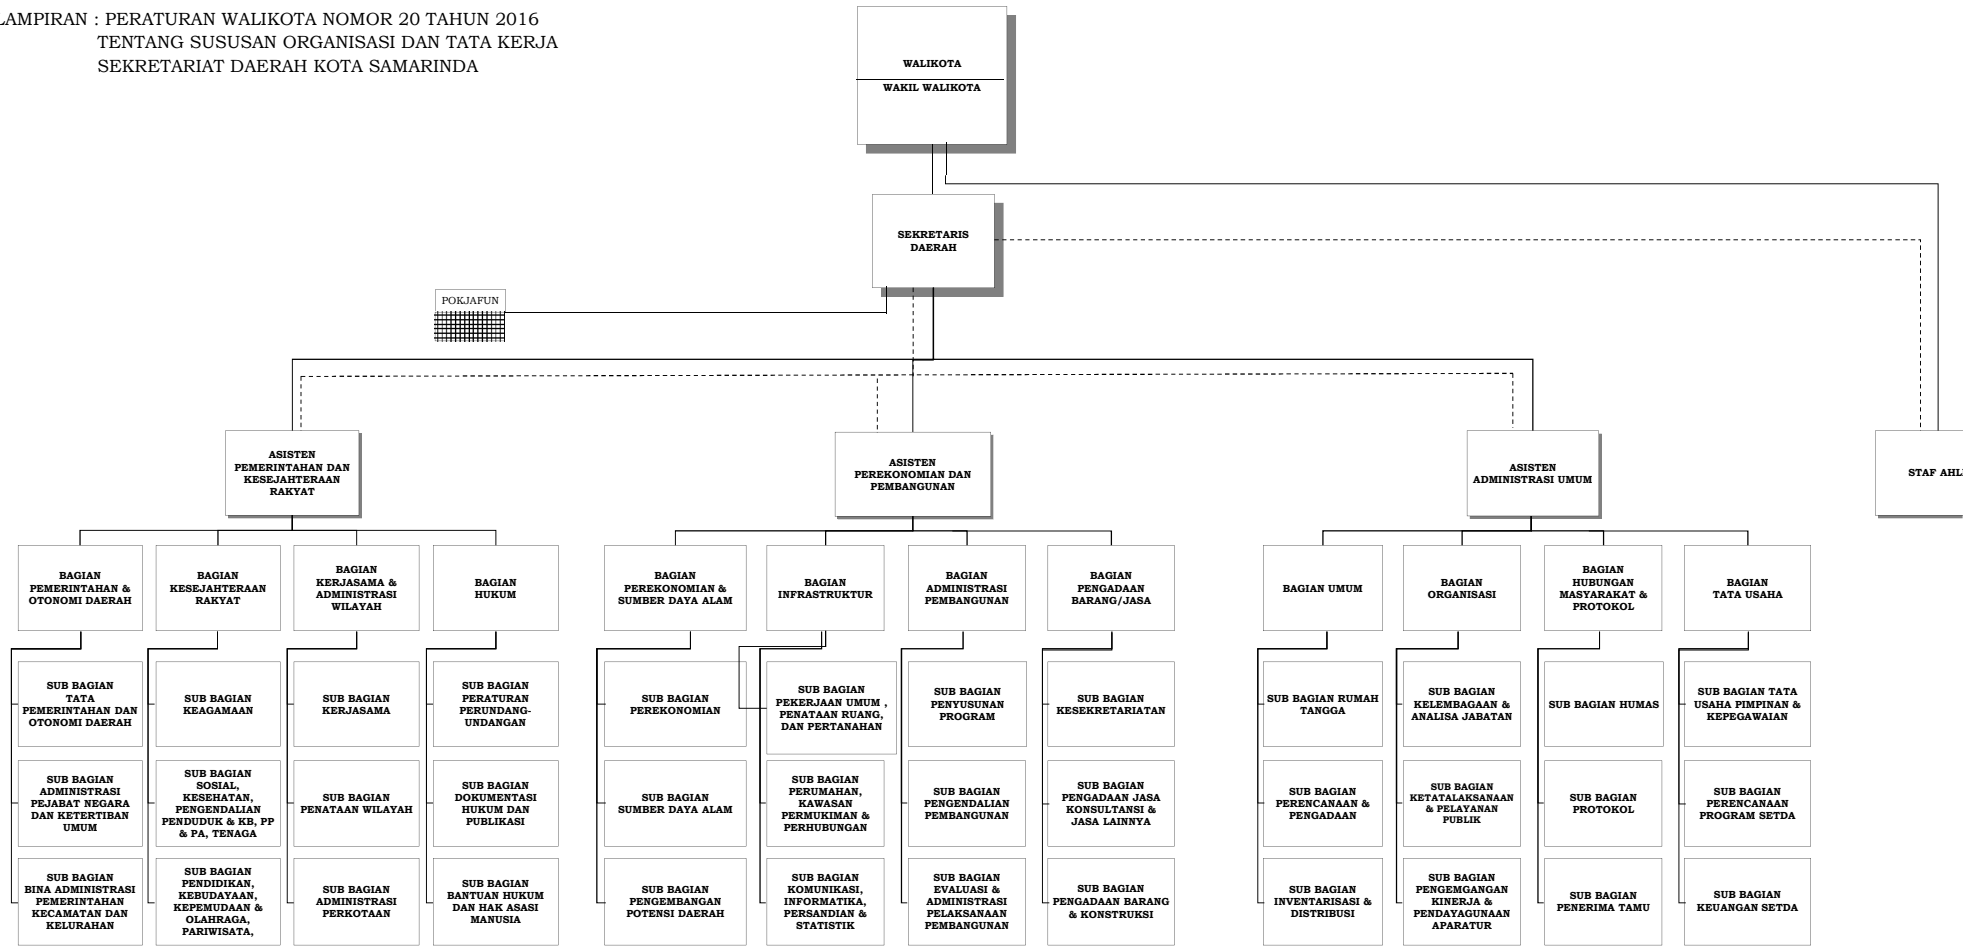 LAMPIRAN : PERATURAN WALIKOTA NOMOR 20 TAHUN 2016
TENTANG SUSUSAN ORGANISASI DAN TATA KERJA
SEKRETARIAT DAERAH KOTA SAMARINDA
WALIKOTA
WAKIL WALIKOTA
SEKRETARIS
DAERAH
POKJAFUN
ASISTEN
PEMERINTAHAN DAN
KESEJAHTERAAN
RAKYAT
ASISTEN
PEREKONOMIAN DAN
PEMBANGUNAN
ASISTEN
ADMINISTRASI UMUM
STAF AHLI
BAGIAN
PEMERINTAHAN &
OTONOMI DAERAH
BAGIAN
KESEJAHTERAAN
RAKYAT
BAGIAN
KERJASAMA &
ADMINISTRASI
WILAYAH
BAGIAN
HUKUM
BAGIAN
PEREKONOMIAN &
SUMBER DAYA ALAM
BAGIAN
INFRASTRUKTUR
BAGIAN
ADMINISTRASI
PEMBANGUNAN
BAGIAN
PENGADAAN
BARANG/JASA
BAGIAN UMUM
BAGIAN
ORGANISASI
BAGIAN
HUBUNGAN
MASYARAKAT &
PROTOKOL
BAGIAN
TATA USAHA
SUB BAGIAN
TATA
PEMERINTAHAN DAN
OTONOMI DAERAH
SUB BAGIAN
KEAGAMAAN
SUB BAGIAN
KERJASAMA
SUB BAGIAN
PERATURAN
PERUNDANG-
UNDANGAN
SUB BAGIAN
PEREKONOMIAN
SUB BAGIAN
PEKERJAAN UMUM ,
PENATAAN RUANG,
DAN PERTANAHAN
SUB BAGIAN
PENYUSUNAN
PROGRAM
SUB BAGIAN
KESEKRETARIATAN
SUB BAGIAN RUMAH
TANGGA
SUB BAGIAN
KELEMBAGAAN &
ANALISA JABATAN
SUB BAGIAN HUMAS
SUB BAGIAN TATA
USAHA PIMPINAN &
KEPEGAWAIAN
SUB BAGIAN
ADMINISTRASI
PEJABAT NEGARA
DAN KETERTIBAN
UMUM
SUB BAGIAN
SOSIAL,
KESEHATAN,
PENGENDALIAN
PENDUDUK & KB, PP
& PA, TENAGA
SUB BAGIAN
PENATAAN WILAYAH
SUB BAGIAN
DOKUMENTASI
HUKUM DAN
PUBLIKASI
SUB BAGIAN
SUMBER DAYA ALAM
SUB BAGIAN
PERUMAHAN,
KAWASAN
PERMUKIMAN &
PERHUBUNGAN
SUB BAGIAN
PENGENDALIAN
PEMBANGUNAN
SUB BAGIAN
PENGADAAN JASA
KONSULTANSI &
JASA LAINNYA
SUB BAGIAN
PERENCANAAN &
PENGADAAN
SUB BAGIAN
KETATALAKSANAAN
& PELAYANAN
PUBLIK
SUB BAGIAN
PROTOKOL
SUB BAGIAN
PERENCANAAN
PROGRAM SETDA
SUB BAGIAN
BINA ADMINISTRASI
PEMERINTAHAN
KECAMATAN DAN
KELURAHAN
SUB BAGIAN
PENDIDIKAN,
KEBUDAYAAN,
KEPEMUDAAN &
OLAHRAGA,
PARIWISATA,
SUB BAGIAN
ADMINISTRASI
PERKOTAAN
SUB BAGIAN
BANTUAN HUKUM
DAN HAK ASASI
MANUSIA
SUB BAGIAN
PENGEMBANGAN
POTENSI DAERAH
SUB BAGIAN
KOMUNIKASI,
INFORMATIKA,
PERSANDIAN &
STATISTIK
SUB BAGIAN
EVALUASI &
ADMINISTRASI
PELAKSANAAN
PEMBANGUNAN
SUB BAGIAN
PENGADAAN BARANG
& KONSTRUKSI
SUB BAGIAN
INVENTARISASI &
DISTRIBUSI
SUB BAGIAN
PENGEMGANGAN
KINERJA &
PENDAYAGUNAAN
APARATUR
SUB BAGIAN
PENERIMA TAMU
SUB BAGIAN
KEUANGAN SETDA